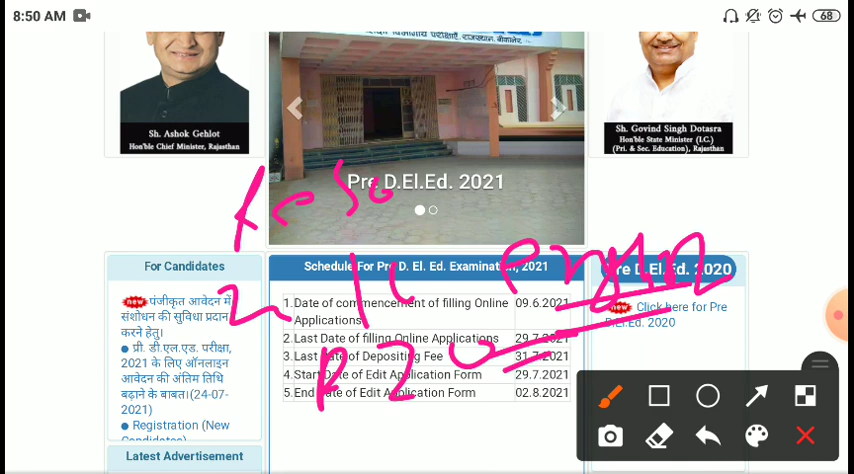 8:50 AM
68
विभागीय परीक्षाएँ, राजस्थान, बीकानेर
Sh. Ashok Gehlot
Hon'ble Chief Minister, Rajasthan
Pre D.El.Ed. 2021
Sh. Govind Singh Dotasra
Hon'ble State Minister (I.C.)
(Pri. & Sec. Education), Rajasthan
For Candidates
new पंजीकृत आवेदन में
संशोधन की सुविधा प्रदान
करने हेतु।
प्री. डी.एल.एड. परीक्षा,
2021 के लिए ऑनलाइन
आवेदन की अंतिम तिथि
बढ़ाने के बाबत।(24-07-
2021)
Registration (New
Candidates)
Latest Advertisement
Schedule For Pre D. El. Ed. Examination, 2021
1.Date of commencement of filling Online Applications 09.6.2021
2.Last Date of filling Online Applications 29.7.2021
3.Last Date of Depositing Fee 31.7.2021
4.Start Date of Edit Application Form 29.7.2021
5.End Date of Edit Application Form 02.8.2021
Pre D.El.Ed. 2020
new Click here for Pre
D.El.Ed. 2020